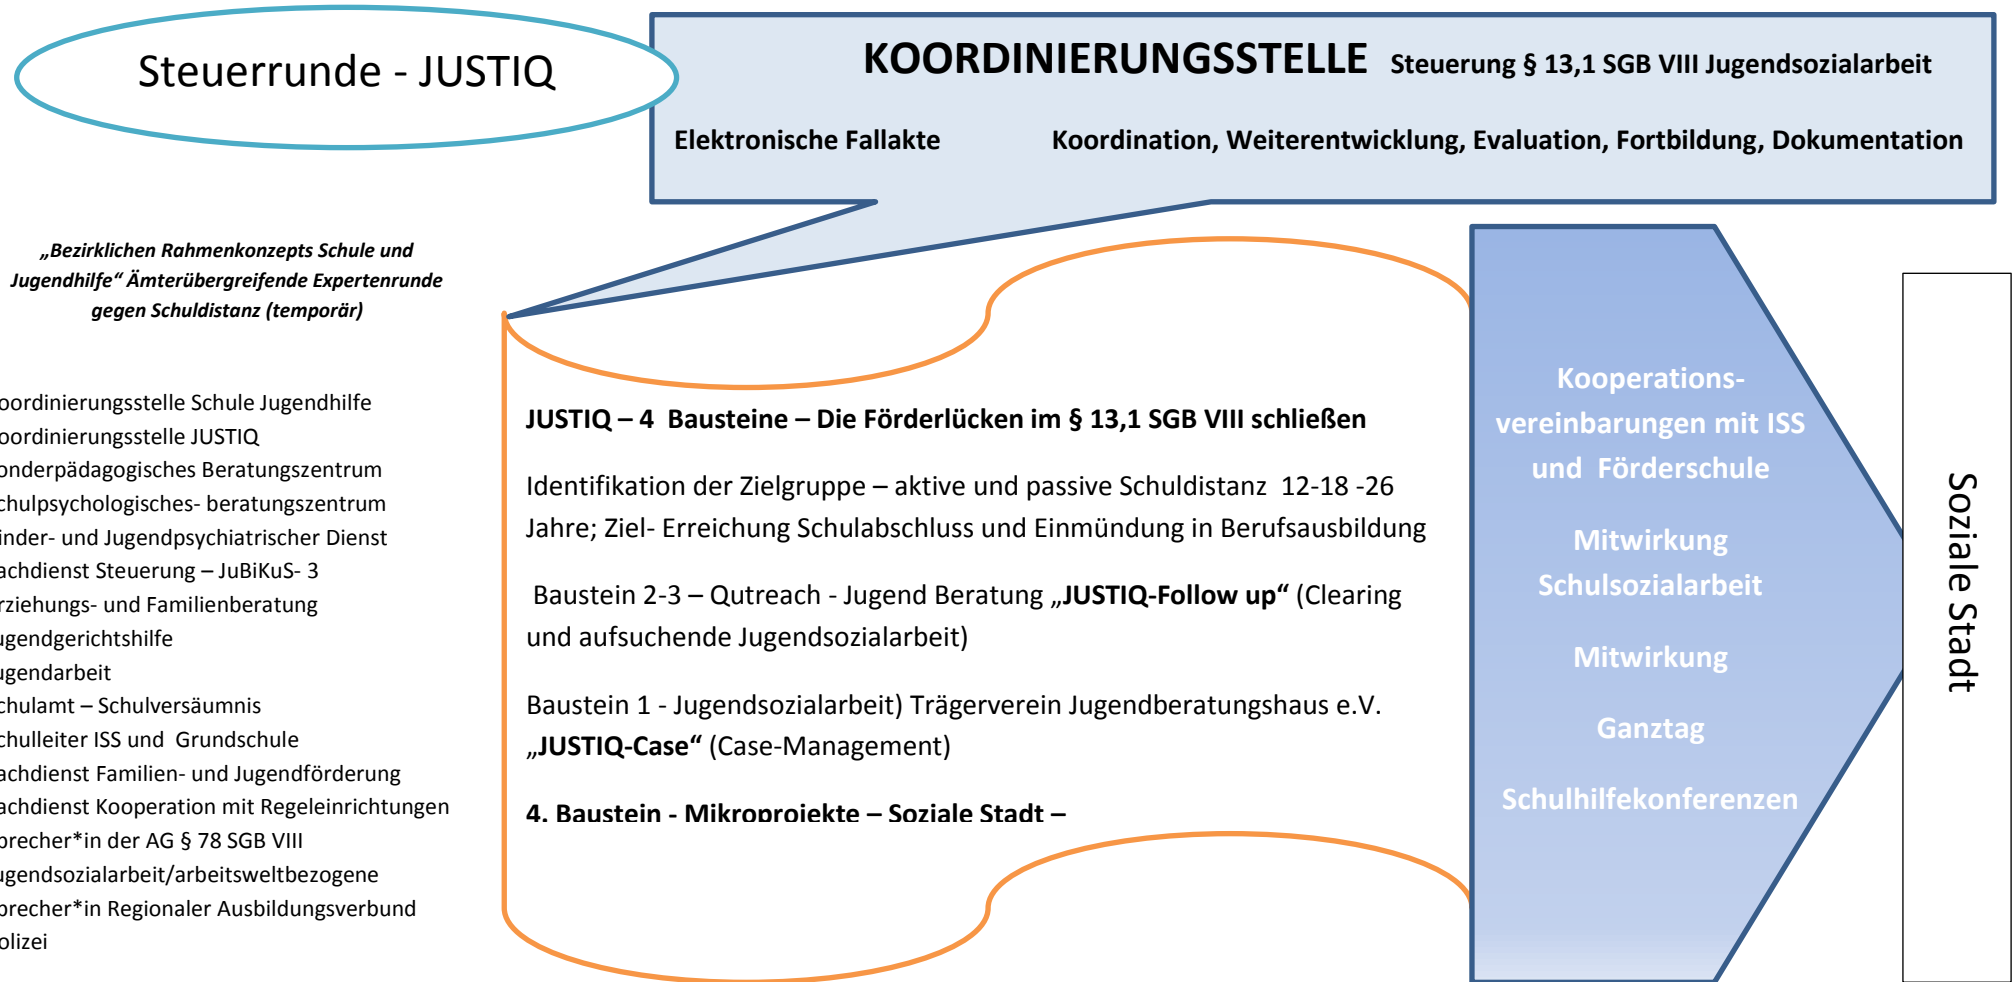 Steuerrunde - JUSTIQ
KOORDINIERUNGSSTELLE Steuerung § 13,1 SGB VIII Jugendsozialarbeit
Elektronische Fallakte Koordination, Weiterentwicklung, Evaluation, Fortbildung, Dokumentation
„Bezirklichen Rahmenkonzepts Schule und
Jugendhilfe“ Ämterübergreifende Expertenrunde
gegen Schuldistanz (temporär)
oordinierungsstelle Schule Jugendhilfe
oordinierungsstelle JUSTIQ
onderpädagogisches Beratungszentrum
chulpsychologisches- beratungszentrum
inder- und Jugendpsychiatrischer Dienst
achdienst Steuerung – JuBiKuS- 3
rziehungs- und Familienberatung
ugendgerichtshilfe
ugendarbeit
chulamt – Schulversäumnis
chulleiter ISS und Grundschule
achdienst Familien- und Jugendförderung
achdienst Kooperation mit Regeleinrichtungen
precher*in der AG § 78 SGB VIII
ugendsozialarbeit/arbeitsweltbezogene
precher*in Regionaler Ausbildungsverbund
olizei
JUSTIQ – 4 Bausteine – Die Förderlücken im § 13,1 SGB VIII schließen
Identifikation der Zielgruppe – aktive und passive Schuldistanz 12-18 -26
Jahre; Ziel- Erreichung Schulabschluss und Einmündung in Berufsausbildung
Baustein 2-3 – Qutreach - Jugend Beratung „JUSTIQ-Follow up“ (Clearing
und aufsuchende Jugendsozialarbeit)
Baustein 1 - Jugendsozialarbeit) Trägerverein Jugendberatungshaus e.V.
„JUSTIQ-Case“ (Case-Management)
4. Baustein - Mikroprojekte – Soziale Stadt –
Kooperations-
vereinbarungen mit ISS
und Förderschule
Mitwirkung
Schulsozialarbeit
Mitwirkung
Ganztag
Schulhilfekonferenzen
Soziale Stadt